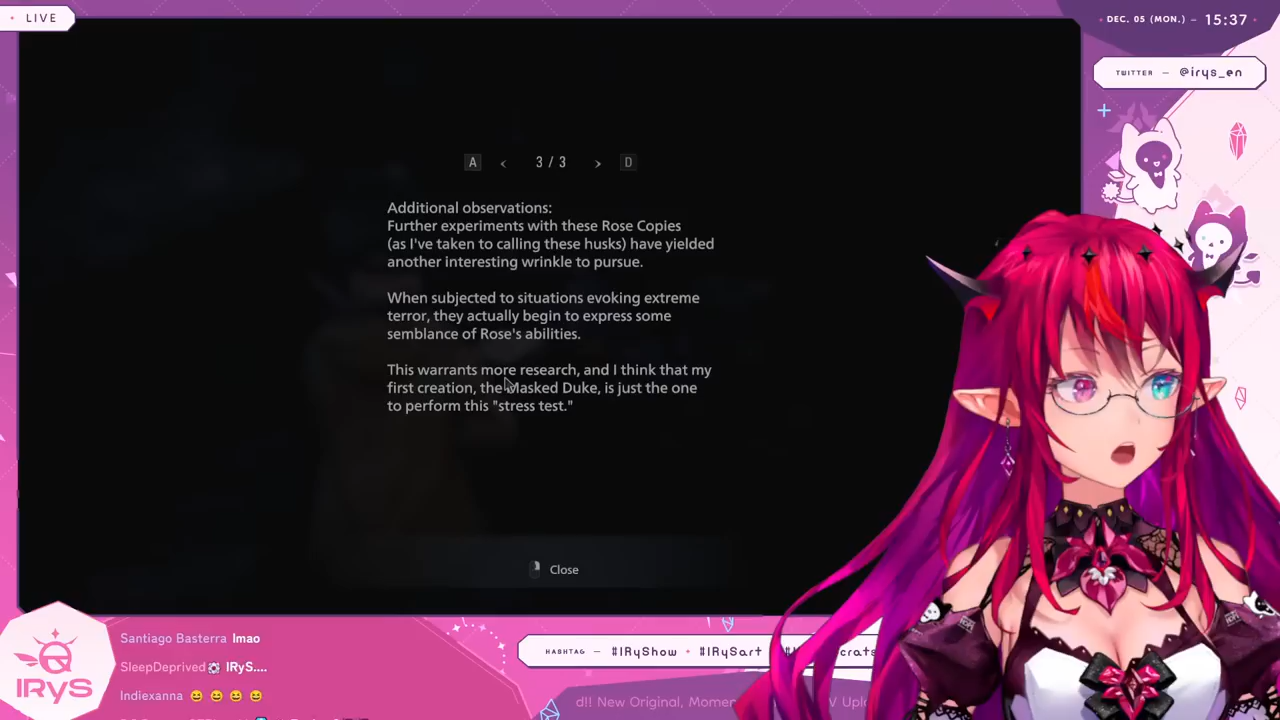 LIVE
DEC. 05 (MON.) – 15:37
TWITTER – @irys_en
A < 3 / 3 > D
Additional observations:
Further experiments with these Rose Copies
(as I've taken to calling these husks) have yielded
another interesting wrinkle to pursue.
When subjected to situations evoking extreme
terror, they actually begin to express some
semblance of Rose's abilities.
This warrants more research, and I think that my
first creation, the Masked Duke, is just the one
to perform this "stress test."
Close
Santiago Basterra lmao
SleepDeprived IRyS....
Indiexanna
IRyS
HASHTAG – #IRyShow • #IRySart
d!! New Original, Momen